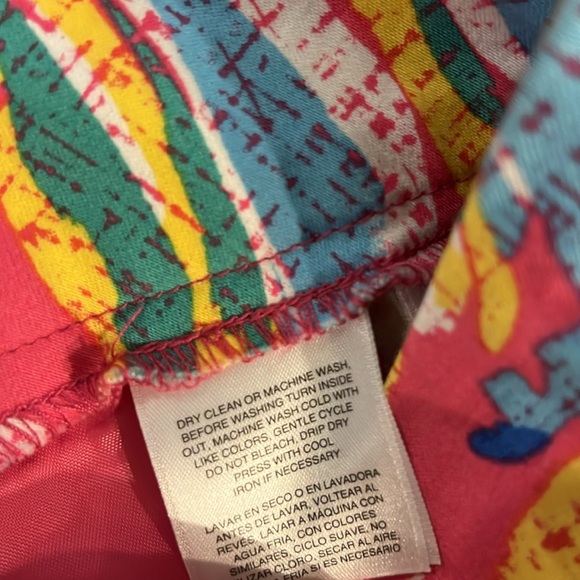 DRY CLEAN OR MACHINE WASH,
BEFORE WASHING TURN INSIDE
OUT, MACHINE WASH COLD WITH
LIKE COLORS, GENTLE CYCLE
DO NOT BLEACH, DRIP DRY
PRESS WITH COOL
IRON IF NECESSARY
LAVAR EN SECO O EN LAVADORA
ANTES DE LAVAR, VOLTEAR AL
REVES, LAVAR A MÁQUINA CON
AGUA FRIA, CON COLORES
SIMILARES, CICLO SUAVE, NO
CLORO, SECAR AL AIRE,
FRIA SI ES NECESARIO